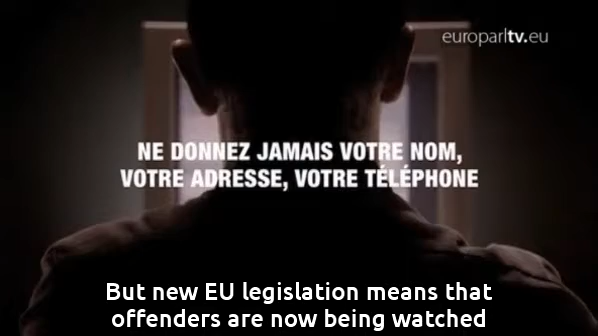 europarltv.eu
NE DONNEZ JAMAIS VOTRE NOM,
VOTRE ADRESSE, VOTRE TÉLÉPHONE
But new EU legislation means that
offenders are now being watched